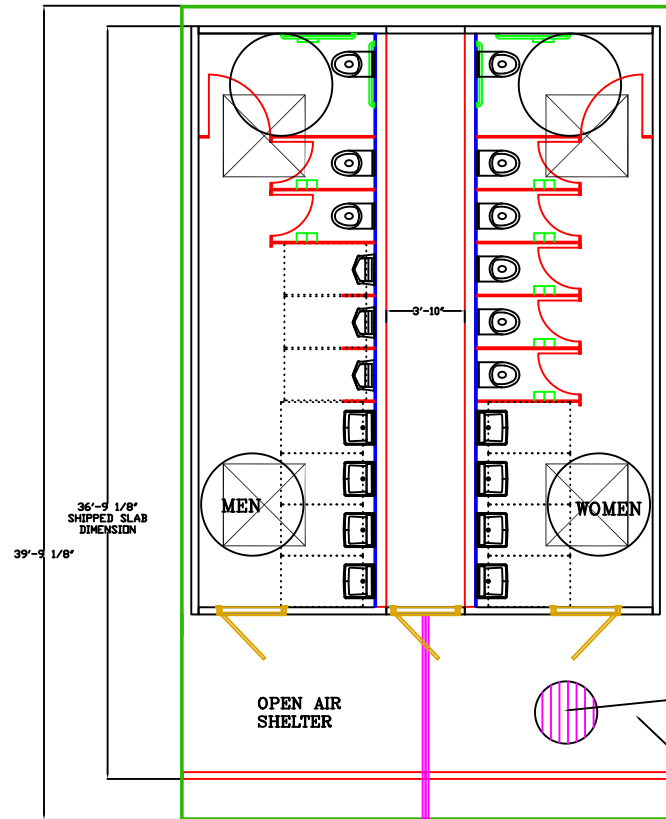 3'-10"
MEN
WOMEN
36'-9 1/8"
SHIPPED SLAB
DIMENSION
39'-9 1/8"
OPEN AIR
SHELTER